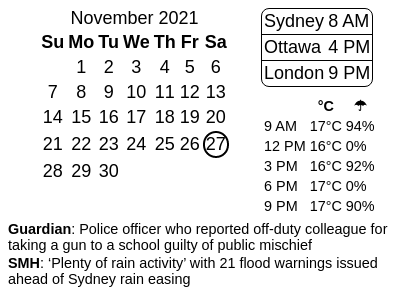 November 2021
Su Mo Tu We Th Fr Sa
1 2 3 4 5 6
7 8 9 10 11 12 13
14 15 16 17 18 19 20
21 22 23 24 25 26 27
28 29 30
Sydney 8 AM
Ottawa 4 PM
London 9 PM
°C ☂
9 AM 17°C 94%
12 PM 16°C 0%
3 PM 16°C 92%
6 PM 17°C 0%
9 PM 17°C 90%
Guardian: Police officer who reported off-duty colleague for
taking a gun to a school guilty of public mischief
SMH: ‘Plenty of rain activity’ with 21 flood warnings issued
ahead of Sydney rain easing